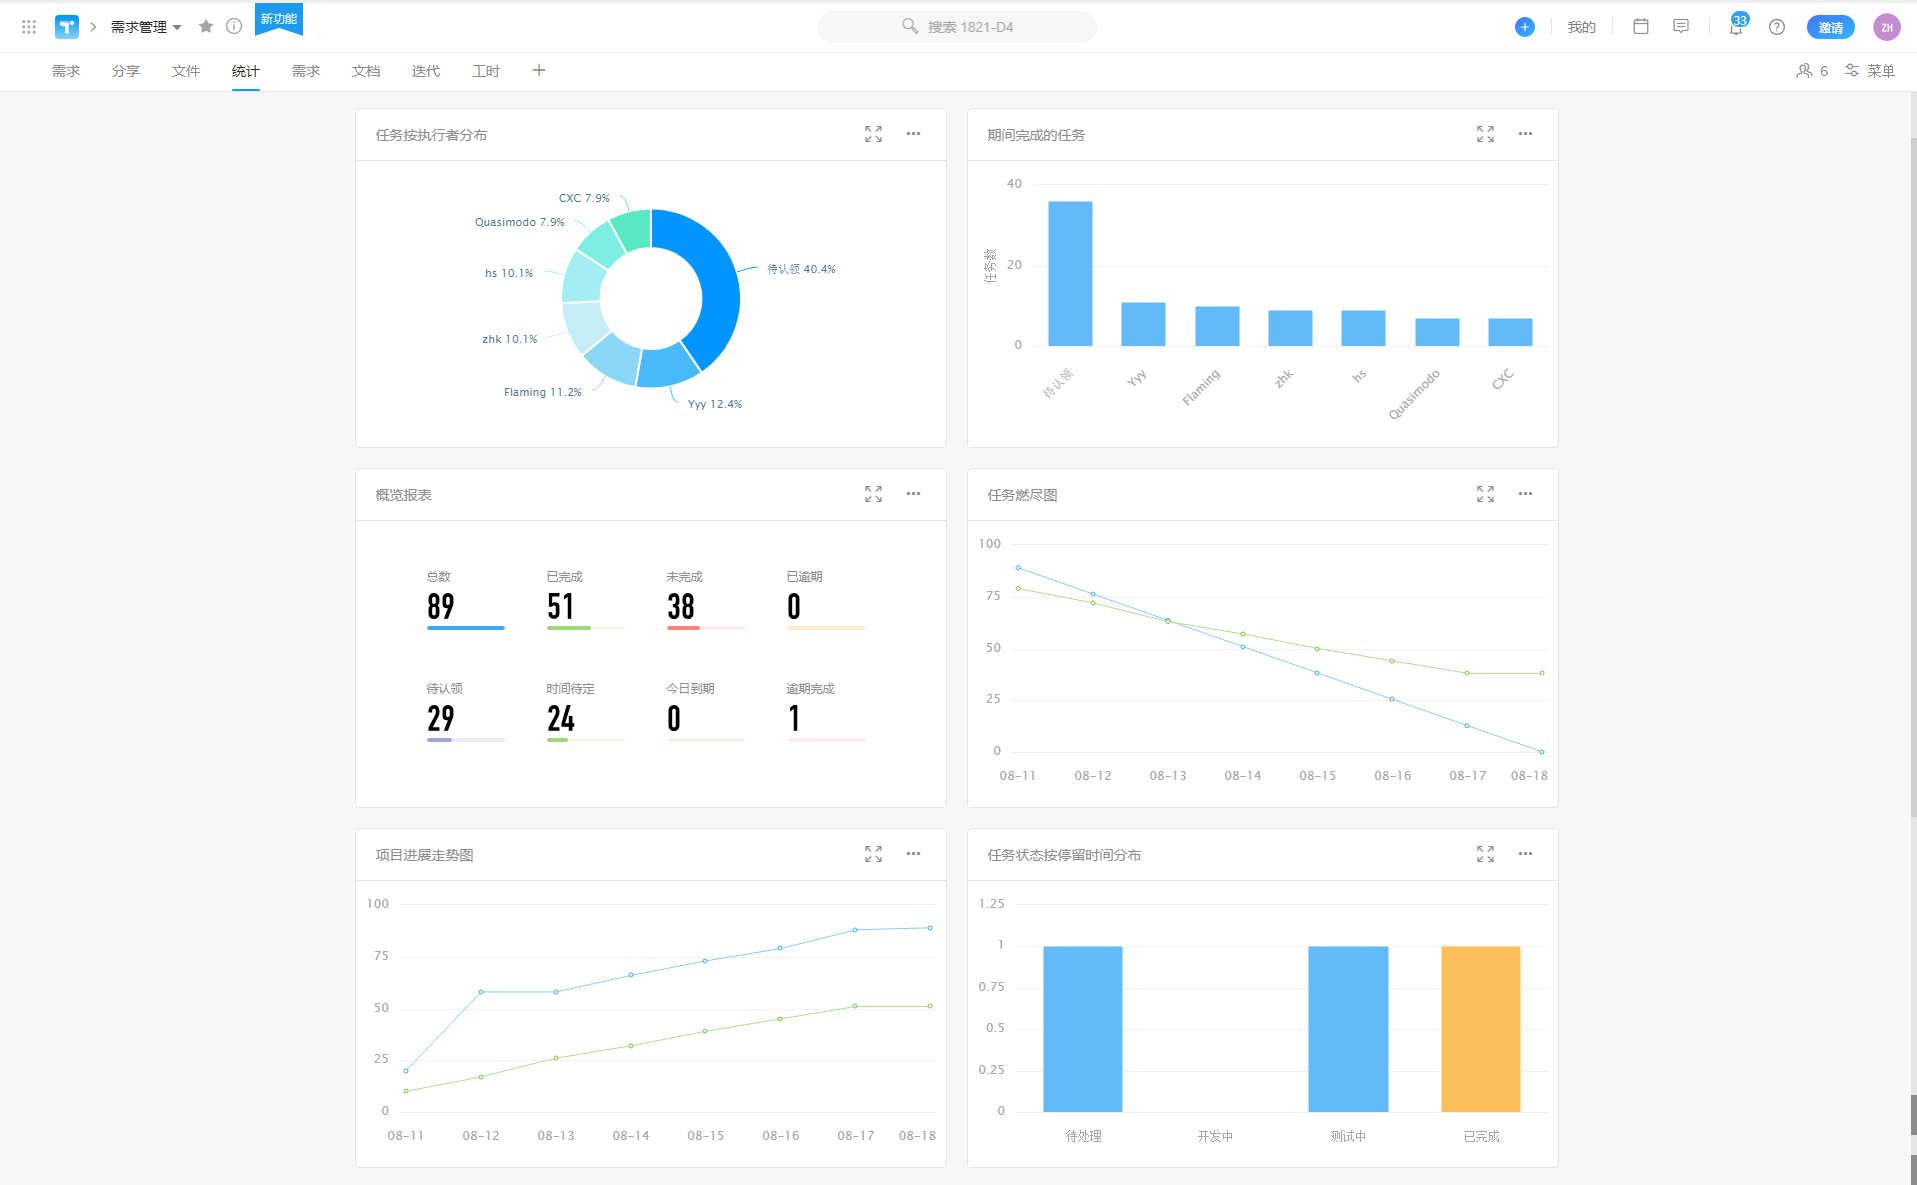 需求管理
新功能
搜索 1821-D4
我的
33
邀请
ZH
需求 分享 文件 统计 需求 文档 迭代 工时
6 菜单
任务按执行者分布
CXC 7.9%
Quasimodo 7.9%
待认领 40.4%
hs 10.1%
zhk 10.1%
Flaming 11.2%
Yyy 12.4%
期间完成的任务
40
20
0
任务数
待认领 Yyy Flaming zhk hs Quasimodo CXC
概览报表
总数 已完成 未完成 已逾期
89 51 38 0
待认领 时间待定 今日到期 逾期完成
29 24 0 1
任务燃尽图
100
75
50
25
0
08-11 08-12 08-13 08-14 08-15 08-16 08-17 08-18
项目进展走势图
100
75
50
25
0
08-11 08-12 08-13 08-14 08-15 08-16 08-17 08-18
任务状态按停留时间分布
1.25
1
0.75
0.5
0.25
0
待处理 开发中 测试中 已完成